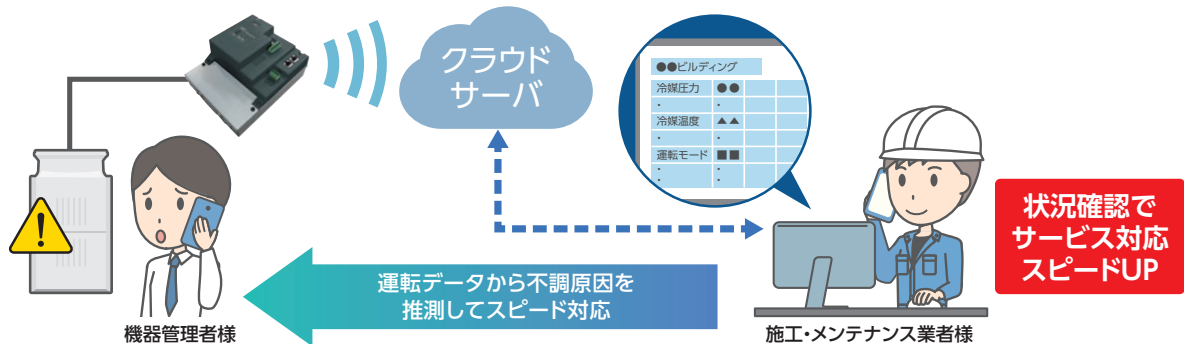 クラウド
サーバ
●●ビルディング
冷媒圧力 ●●
・ ・
冷媒温度 ▲▲
・ ・
運転モード ■■
・ ・
・ ・
状況確認で
サービス対応
スピードUP
運転データから不調原因を
推測してスピード対応
機器管理者様
施工・メンテナンス業者様